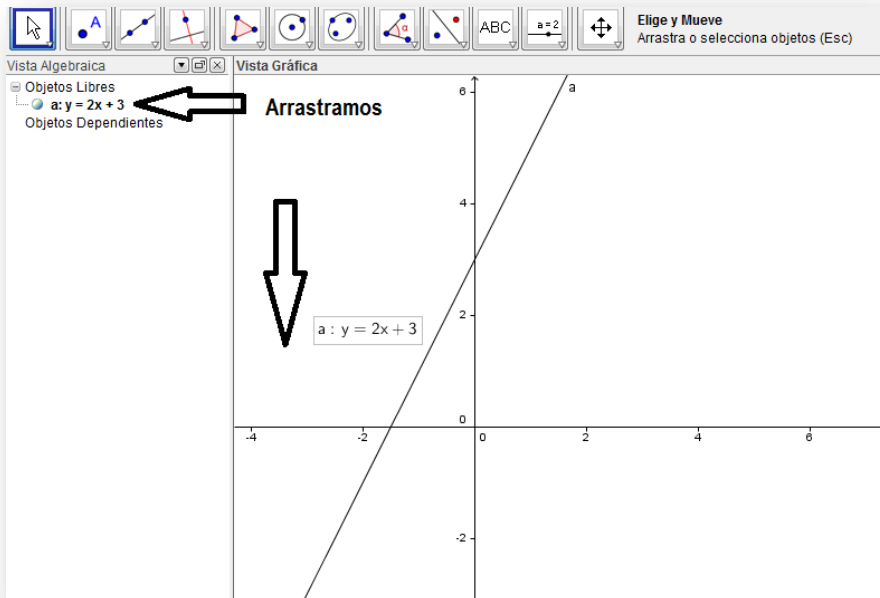 A
α
ABC
a=2
Elige y Mueve
Arrastra o selecciona objetos (Esc)
Vista Algebraica
Vista Gráfica
Objetos Libres
a: y = 2x + 3
Objetos Dependientes
Arrastramos
a
6
4
a : y = 2x + 3
2
0
-4
-2
0
2
4
6
-2